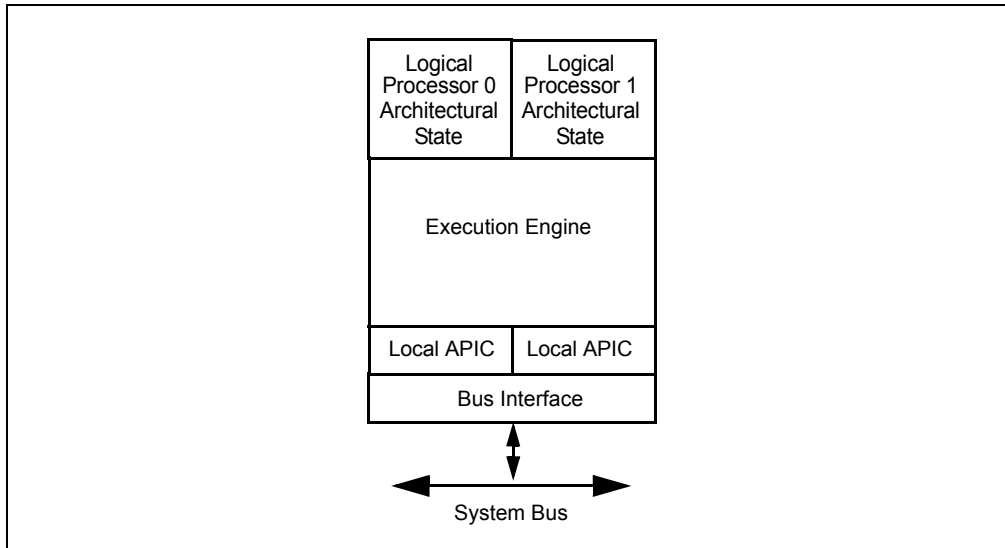 Logical
Processor 0
Architectural
State
Logical
Processor 1
Architectural
State
Execution Engine
Local APIC
Local APIC
Bus Interface
System Bus